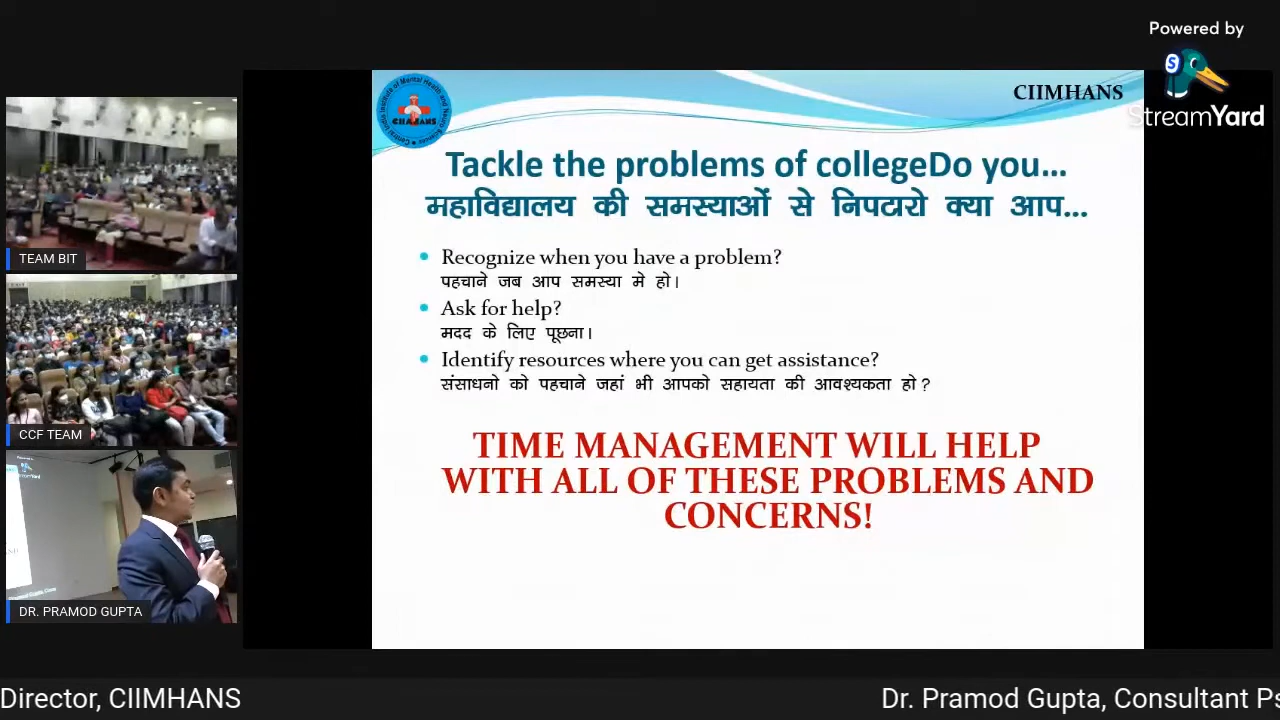 Powered by
StreamYard
CIIMHANS
CIIMHANS
Tackle the problems of collegeDo you...
महाविद्यालय की समस्याओं से निपटारो क्या आप...
Recognize when you have a problem?
पहचाने जब आप समस्या मे हो।
Ask for help?
मदद के लिए पूछना।
Identify resources where you can get assistance?
संसाधनो को पहचाने जहां भी आपको सहायता की आवश्यकता हो ?
TIME MANAGEMENT WILL HELP
WITH ALL OF THESE PROBLEMS AND
CONCERNS!
TEAM BIT
CCF TEAM
DR. PRAMOD GUPTA
Director, CIIMHANS
Dr. Pramod Gupta, Consultant Ps